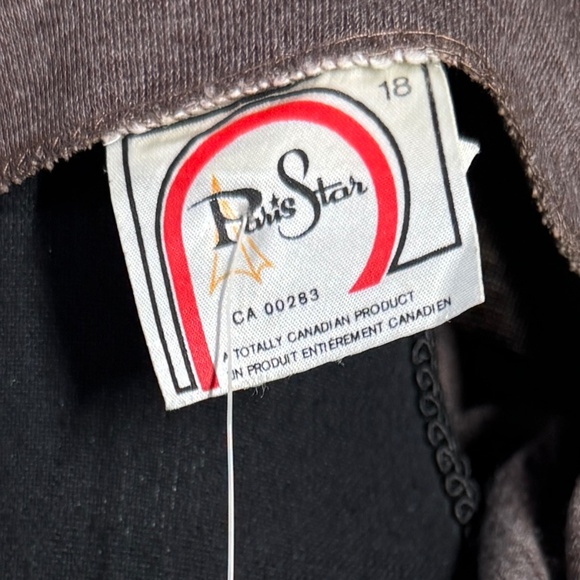 18
Paris Star
CA 00283
A TOTALLY CANADIAN PRODUCT
UN PRODUIT ENTIÈREMENT CANADIEN